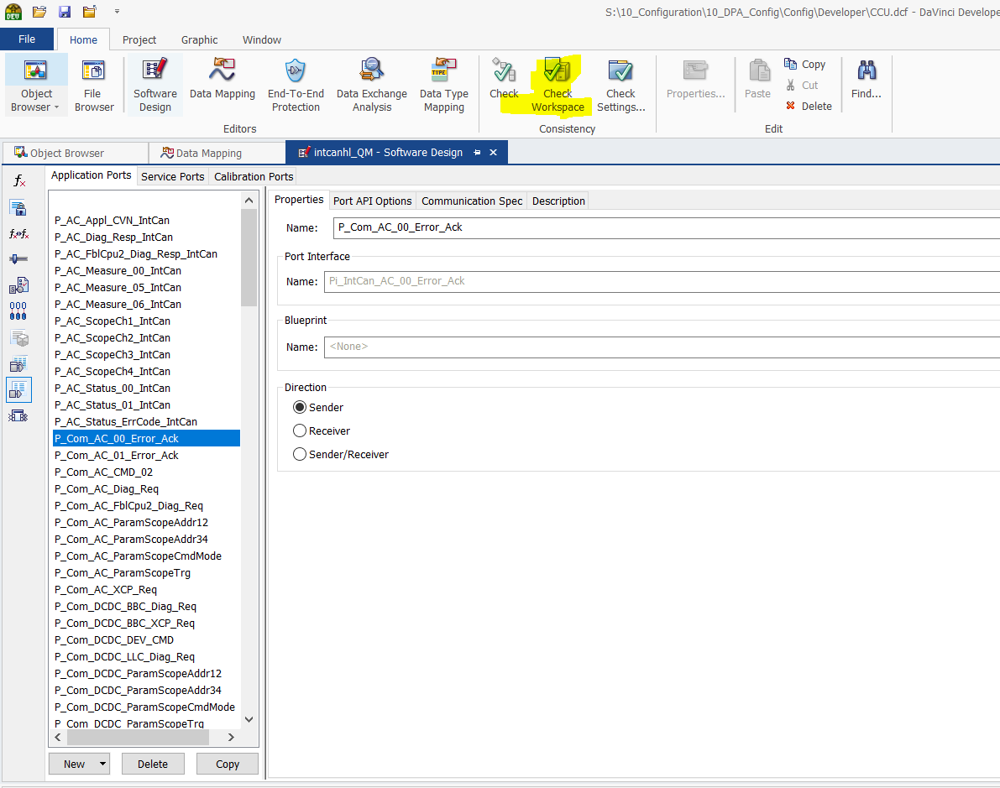 DEV
S:\10_Configuration\10_DPA_Config\Config\Developer\CCU.dcf - DaVinci Develope
File Home Project Graphic Window
Object Browser
File Browser
Software Design
Data Mapping
End-To-End Protection
Data Exchange Analysis
TYPE
Data Type Mapping
Editors
Check
Check Workspace
Check Settings...
Consistency
Properties...
Paste
Copy
Cut
Delete
Edit
Find...
Object Browser
Data Mapping
intcanhl_QM - Software Design
Application Ports Service Ports Calibration Ports
P_AC_Appl_CVN_IntCan
P_AC_Diag_Resp_IntCan
P_AC_FblCpu2_Diag_Resp_IntCan
P_AC_Measure_00_IntCan
P_AC_Measure_05_IntCan
P_AC_Measure_06_IntCan
P_AC_ScopeCh1_IntCan
P_AC_ScopeCh2_IntCan
P_AC_ScopeCh3_IntCan
P_AC_ScopeCh4_IntCan
P_AC_Status_00_IntCan
P_AC_Status_01_IntCan
P_AC_Status_ErrCode_IntCan
P_Com_AC_00_Error_Ack
P_Com_AC_01_Error_Ack
P_Com_AC_CMD_02
P_Com_AC_Diag_Req
P_Com_AC_FblCpu2_Diag_Req
P_Com_AC_ParamScopeAddr12
P_Com_AC_ParamScopeAddr34
P_Com_AC_ParamScopeCmdMode
P_Com_AC_ParamScopeTrg
P_Com_AC_XCP_Req
P_Com_DCDC_BBC_Diag_Req
P_Com_DCDC_BBC_XCP_Req
P_Com_DCDC_DEV_CMD
P_Com_DCDC_LLC_Diag_Req
P_Com_DCDC_ParamScopeAddr12
P_Com_DCDC_ParamScopeAddr34
P_Com_DCDC_ParamScopeCmdMode
P_Com_DCDC_ParamScopeTrg
New Delete Copy
Properties Port API Options Communication Spec Description
Name: P_Com_AC_00_Error_Ack
Port Interface
Name: Pi_IntCan_AC_00_Error_Ack
Blueprint
Name: <None>
Direction
Sender
Receiver
Sender/Receiver